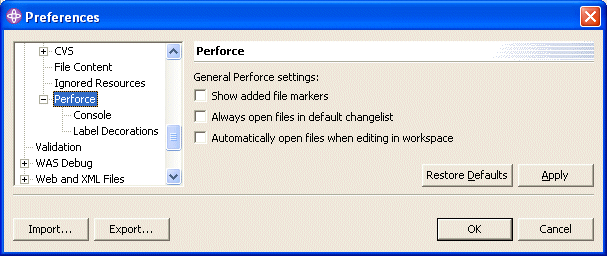 Preferences
CVS
File Content
Ignored Resources
Perforce
Console
Label Decorations
Validation
WAS Debug
Web and XML Files
Perforce
General Perforce settings:
Show added file markers
Always open files in default changelist
Automatically open files when editing in workspace
Restore Defaults
Apply
Import...
Export...
OK
Cancel